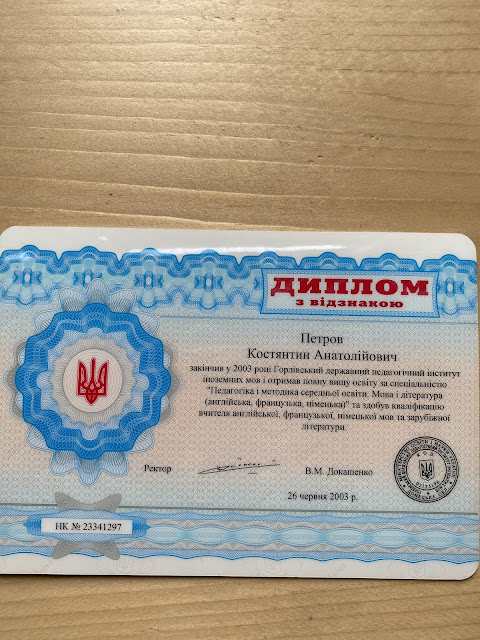 ДИПЛОМ
з відзнакою
Петров
Костянтин Анатолійович
закінчив у 2003 році Горлівський державний педагогічний інститут
іноземних мов і отримав повну вищу освіту за спеціальністю
"Педагогіка і методика середньої освіти. Мова і література
(англійська, французька, німецька)" та здобув кваліфікацію
вчителя англійської, французької, німецької мов та зарубіжної
літератури.
Ректор
В.М. Докашенко
26 червня 2003 р.
НК № 23341297